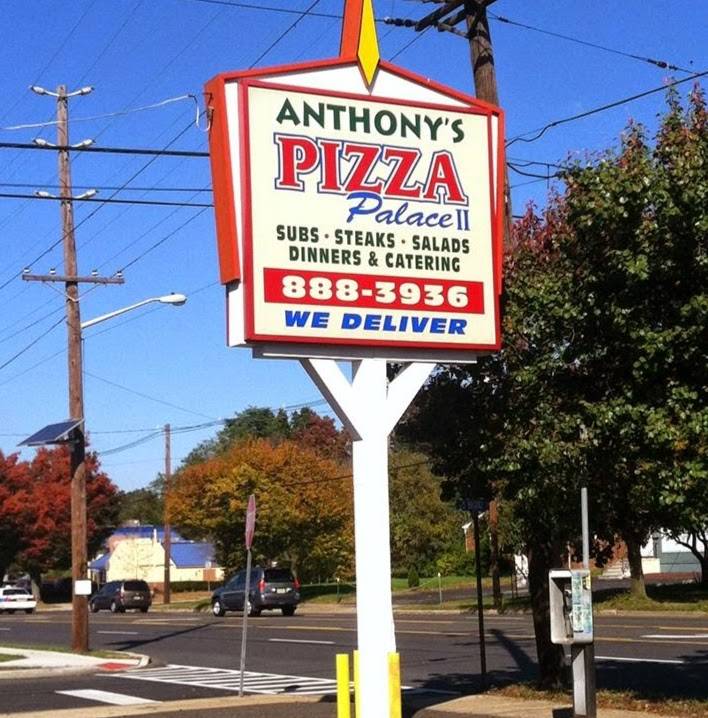 ANTHONY'S
PIZZA
Palace II
SUBS · STEAKS · SALADS
DINNERS & CATERING
888-3936
WE DELIVER